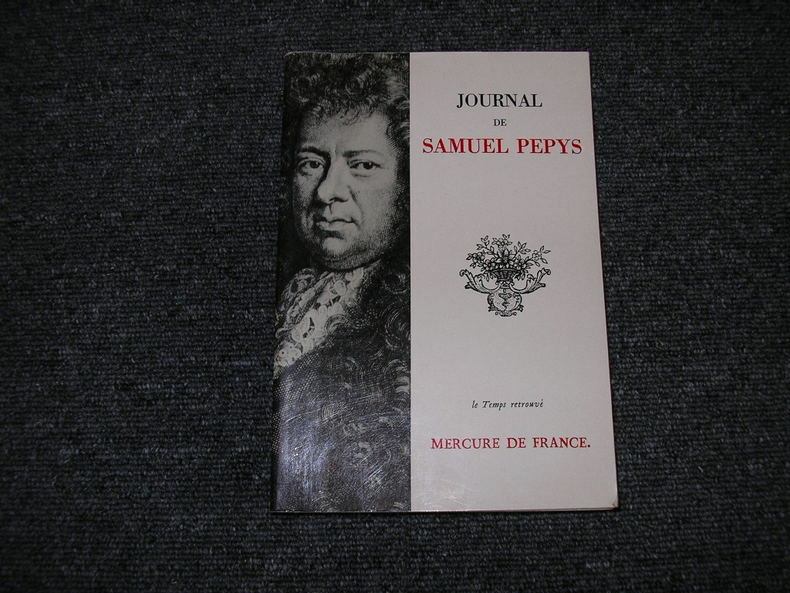 JOURNAL
DE
SAMUEL PEPYS
le Temps retrouvé
MERCURE DE FRANCE.